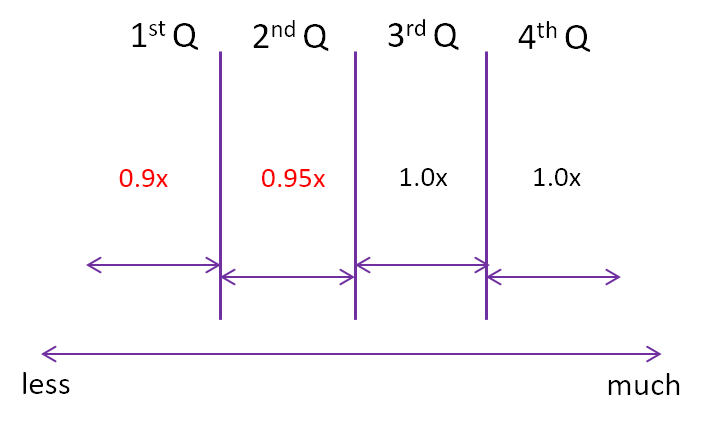 1st Q 2nd Q 3rd Q 4th Q
0.9x 0.95x 1.0x 1.0x
less much